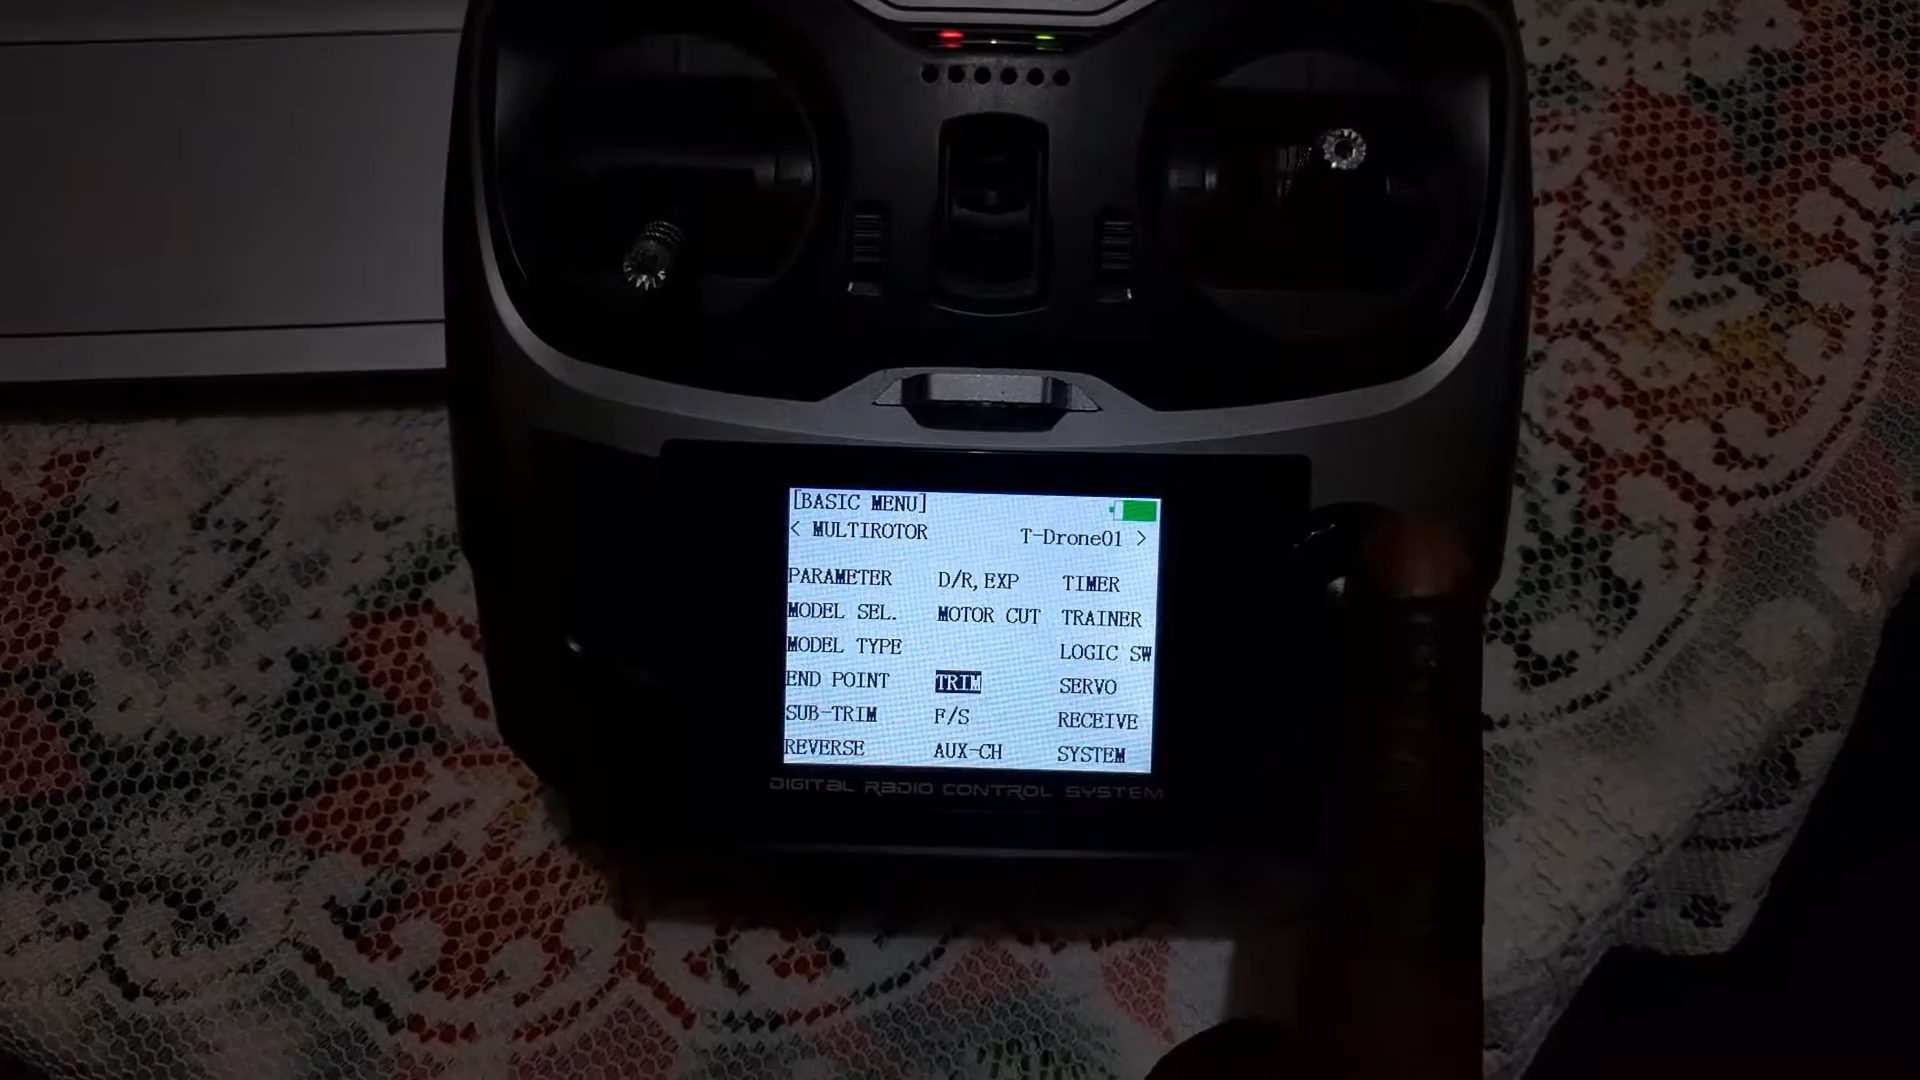 [BASIC MENU]
< MULTIROTOR T-Drone01 >
PARAMETER D/R,EXP TIMER
MODEL SEL. MOTOR CUT TRAINER
MODEL TYPE LOGIC SW
END POINT TRIM SERVO
SUB-TRIM F/S RECEIVE
REVERSE AUX-CH SYSTEM
DIGITAL RADIO CONTROL SYSTEM